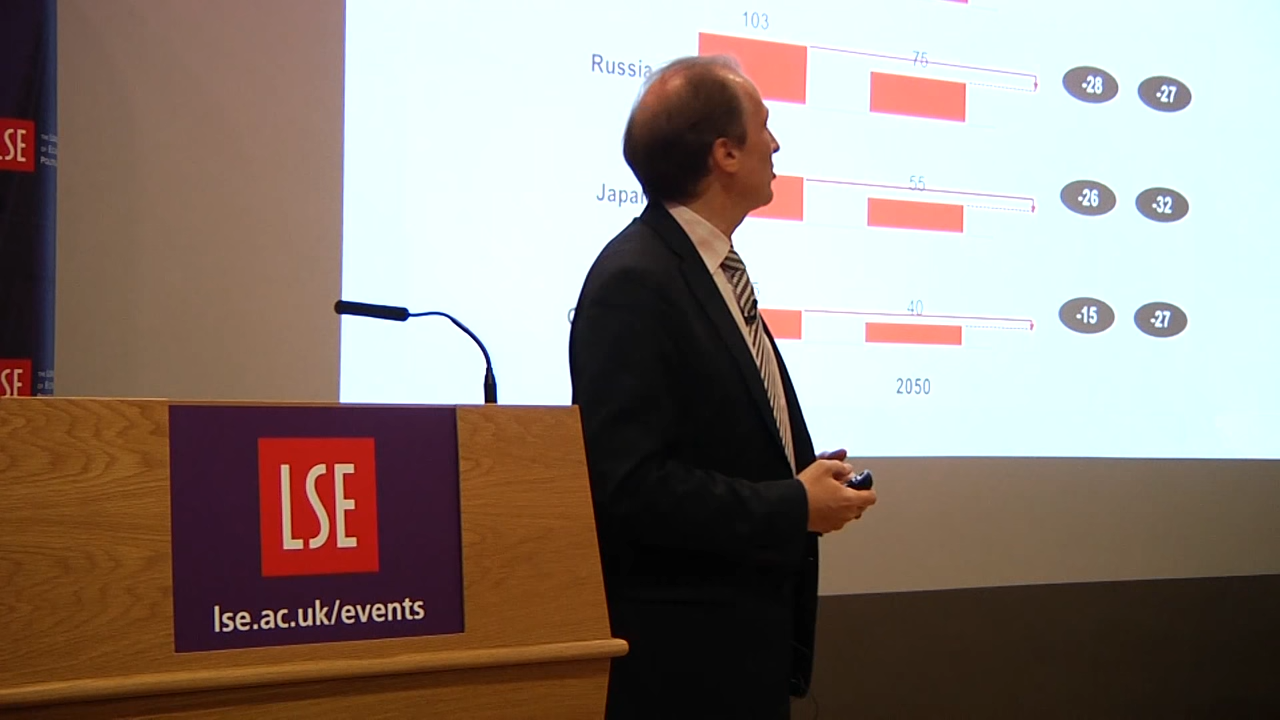 103
75
Russia
-28
-27
55
Japan
-26
-32
40
-15
-27
2050
LSE
LSE
LSE
lse.ac.uk/events